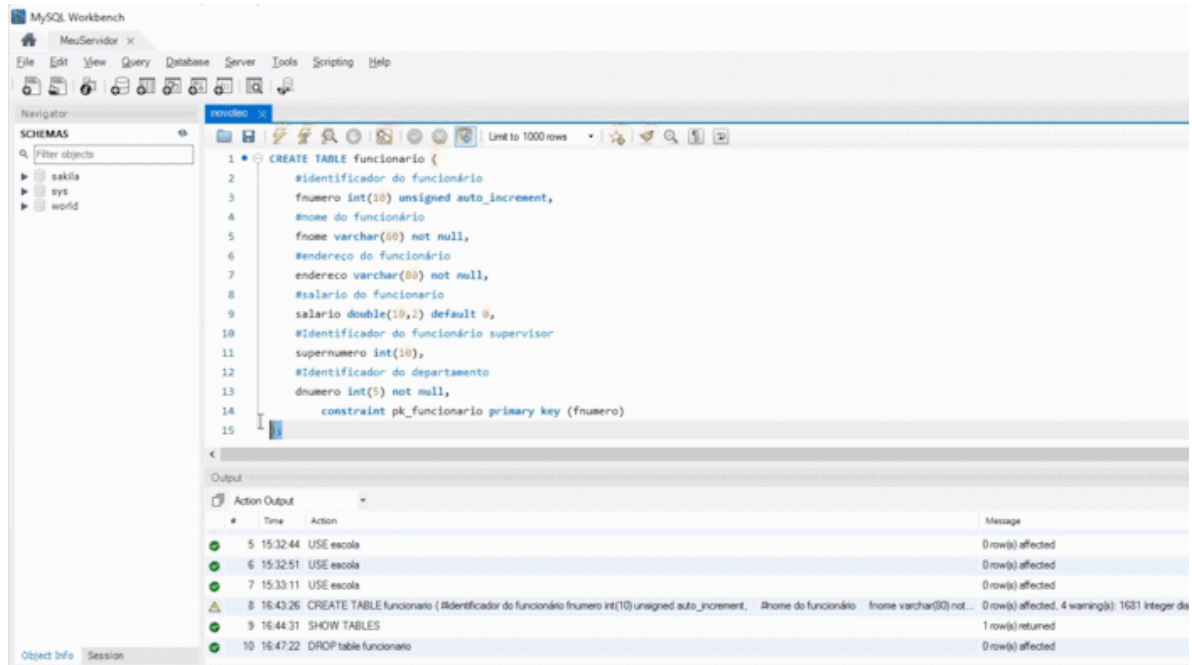 MySQL Workbench
MeuServidor ×
File Edit View Query Database Server Tools Scripting Help
Navigator
novoleo ×
SCHEMAS
Filter objects
sakila
sys
world
Limit to 1000 rows
1 CREATE TABLE funcionario (
2 #identificador do funcionário
3 fnumero int(10) unsigned auto_increment,
4 #nome do funcionário
5 fnome varchar(80) not null,
6 #endereço do funcionário
7 endereco varchar(80) not null,
8 #salario do funcionario
9 salario double(10,2) default 0,
10 #Identificador do funcionário supervisor
11 supernumero int(10),
12 #Identificador do departamento
13 dnumero int(5) not null,
14 constraint pk_funcionario primary key (fnumero)
15 );
Output
Action Output
# Time Action Message
5 15:32:44 USE escola 0 row(s) affected
6 15:32:51 USE escola 0 row(s) affected
7 15:33:11 USE escola 0 row(s) affected
8 16:43:26 CREATE TABLE funcionario ( #identificador do funcionário fnumero int(10) unsigned auto_increment, #nome do funcionário fnome varchar(80) not... 0 row(s) affected, 4 warning(s): 1681 Integer dis
9 16:44:31 SHOW TABLES 1 row(s) returned
10 16:47:22 DROP table funcionario 0 row(s) affected
Object Info Session